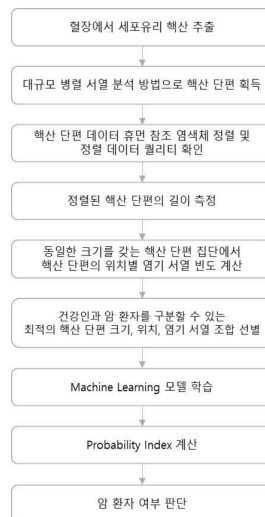 혈장에서 세포유리 핵산 추출
대규모 병렬 서열 분석 방법으로 핵산 단편 획득
핵산 단편 데이터 휴먼 참조 염색체 정렬 및
정렬 데이터 퀄리티 확인
정렬된 핵산 단편의 길이 측정
동일한 크기를 갖는 핵산 단편 집단에서
핵산 단편의 위치별 염기 서열 빈도 계산
건강인과 암 환자를 구분할 수 있는
최적의 핵산 단편 크기, 위치, 염기 서열 조합 선별
Machine Learning 모델 학습
Probability Index 계산
암 환자 여부 판단